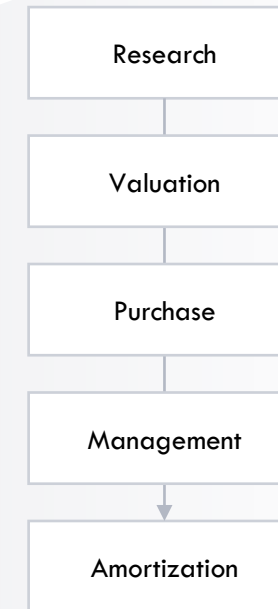 Research
Valuation
Purchase
Management
Amortization